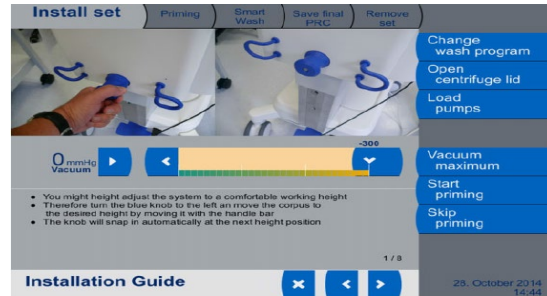 Install set
Priming
Smart
Wash
Save final
PRC
Remove
set
Change
wash program
Open
centrifuge lid
Load
pumps
-300
0 mmHg
Vacuum
Vacuum
maximum
Start
priming
Skip
priming
• You might height adjust the system to a comfortable working height
• Therefore turn the blue knob to the left an move the corpus to
the desired height by moving it with the handle bar
• The knob will snap in automatically at the next height position
1 / 8
Installation Guide
28. October 2014
14:44